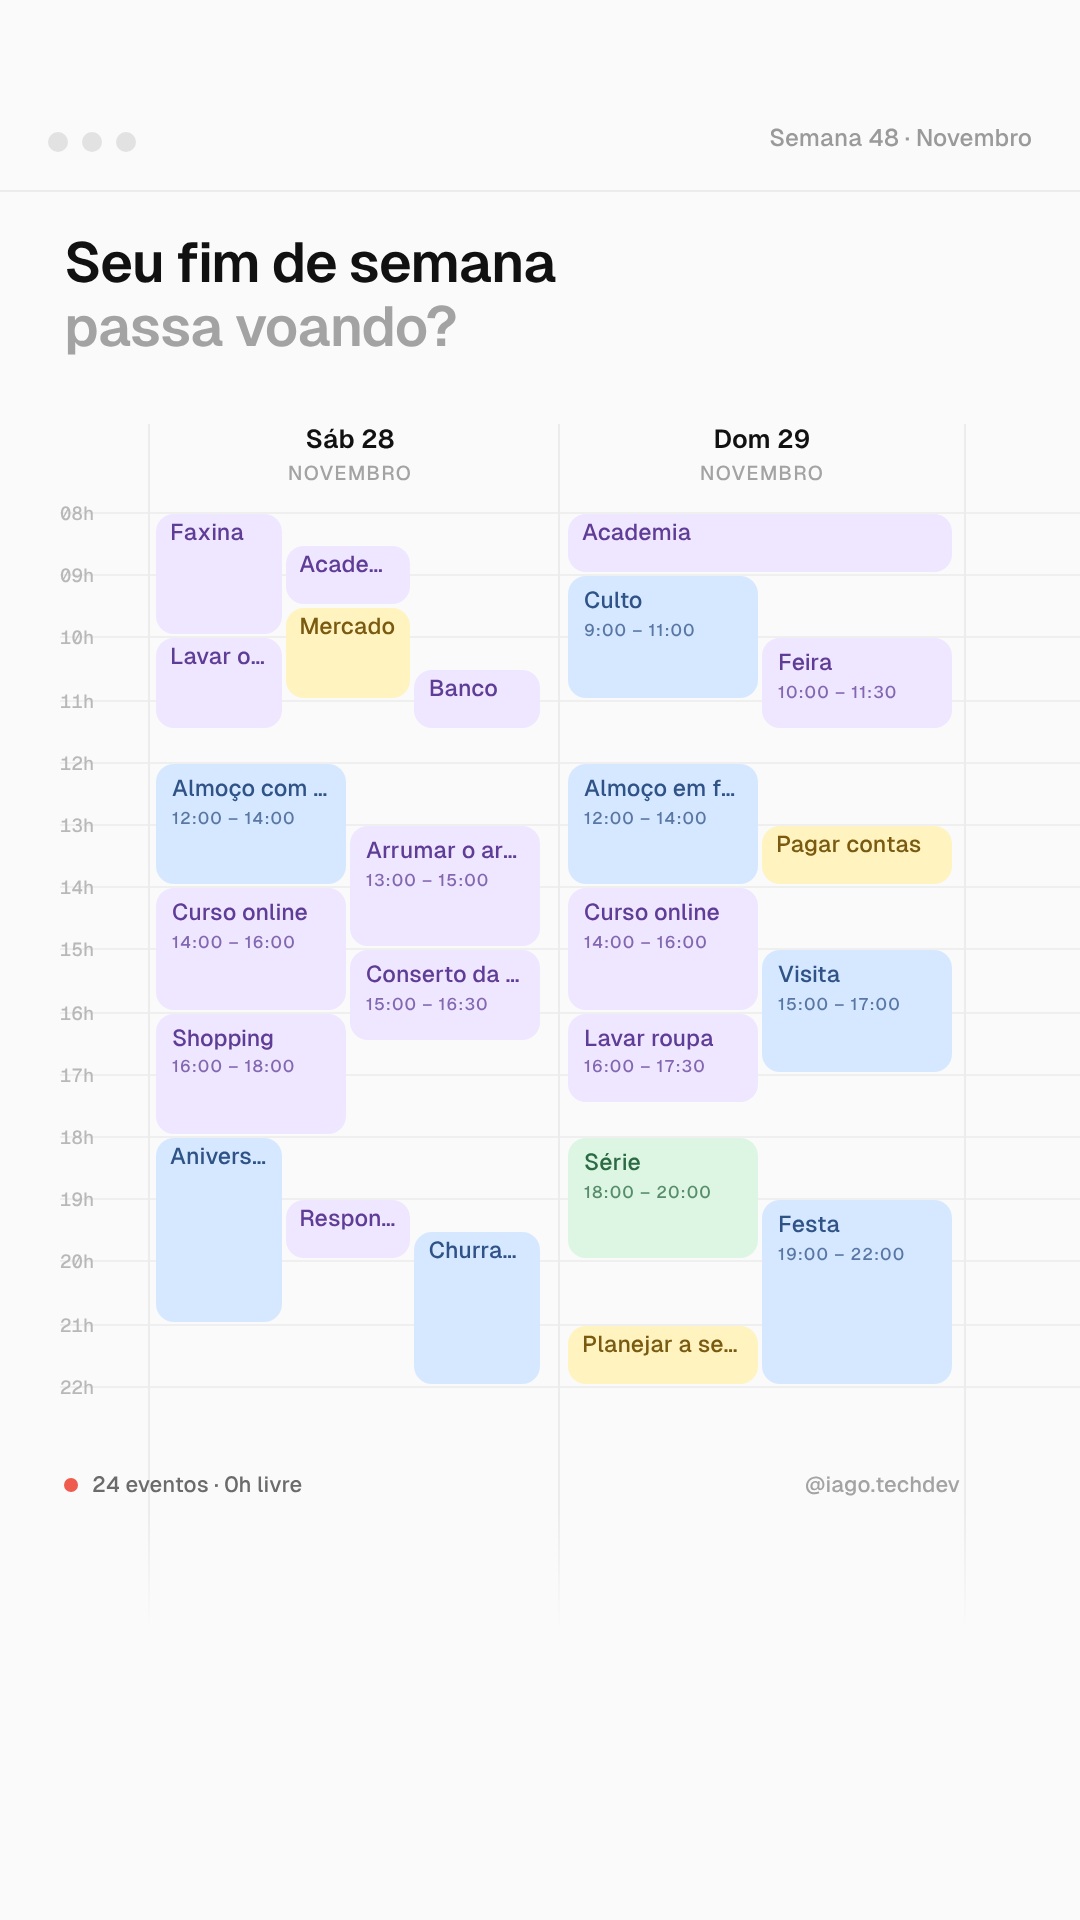 Semana 48 · Novembro
Seu fim de semana
passa voando?
Sáb 28
NOVEMBRO
Dom 29
NOVEMBRO
08h
Faxina
Acade...
Academia
09h
Mercado
Culto
9:00 – 11:00
10h
Lavar o...
Banco
Feira
10:00 – 11:30
11h
12h
Almoço com ...
12:00 – 14:00
Almoço em f...
12:00 – 14:00
13h
Arrumar o ar...
13:00 – 15:00
Pagar contas
14h
Curso online
14:00 – 16:00
Curso online
14:00 – 16:00
15h
Conserto da ...
15:00 – 16:30
Visita
15:00 – 17:00
16h
Shopping
16:00 – 18:00
Lavar roupa
16:00 – 17:30
17h
18h
Anivers...
Série
18:00 – 20:00
19h
Respon...
Churra...
Festa
19:00 – 22:00
20h
21h
Planejar a se...
22h
24 eventos · 0h livre
@iago.techdev